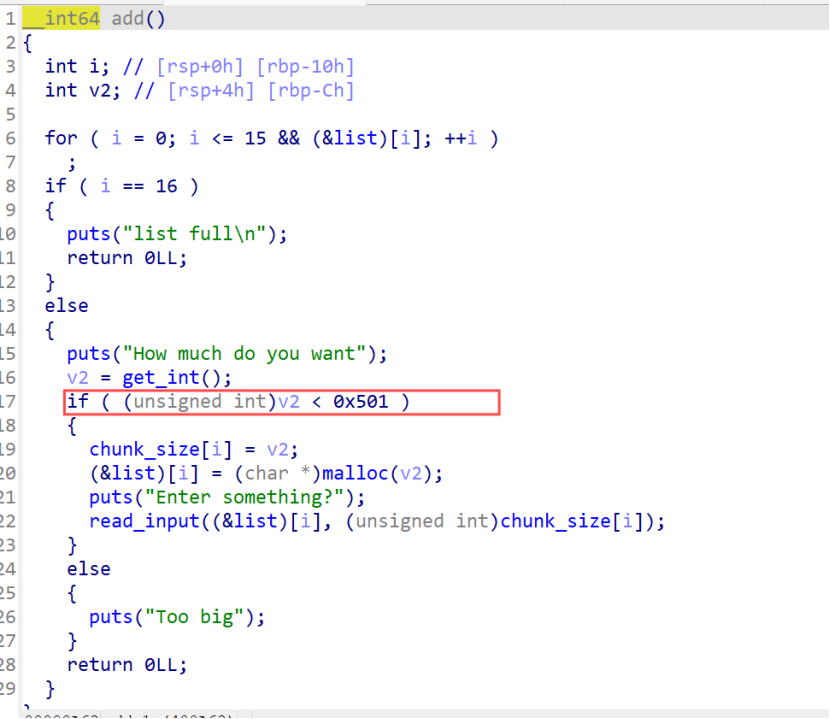 1 __int64 add()
2 {
3 int i; // [rsp+0h] [rbp-10h]
4 int v2; // [rsp+4h] [rbp-Ch]
5
6 for ( i = 0; i <= 15 && (&list)[i]; ++i )
7 ;
8 if ( i == 16 )
9 {
10 puts("list full\n");
11 return 0LL;
12 }
13 else
14 {
15 puts("How much do you want");
16 v2 = get_int();
17 if ( (unsigned int)v2 < 0x501 )
18 {
19 chunk_size[i] = v2;
20 (&list)[i] = (char *)malloc(v2);
21 puts("Enter something?");
22 read_input((&list)[i], (unsigned int)chunk_size[i]);
23 }
24 else
25 {
26 puts("Too big");
27 }
28 return 0LL;
29 }